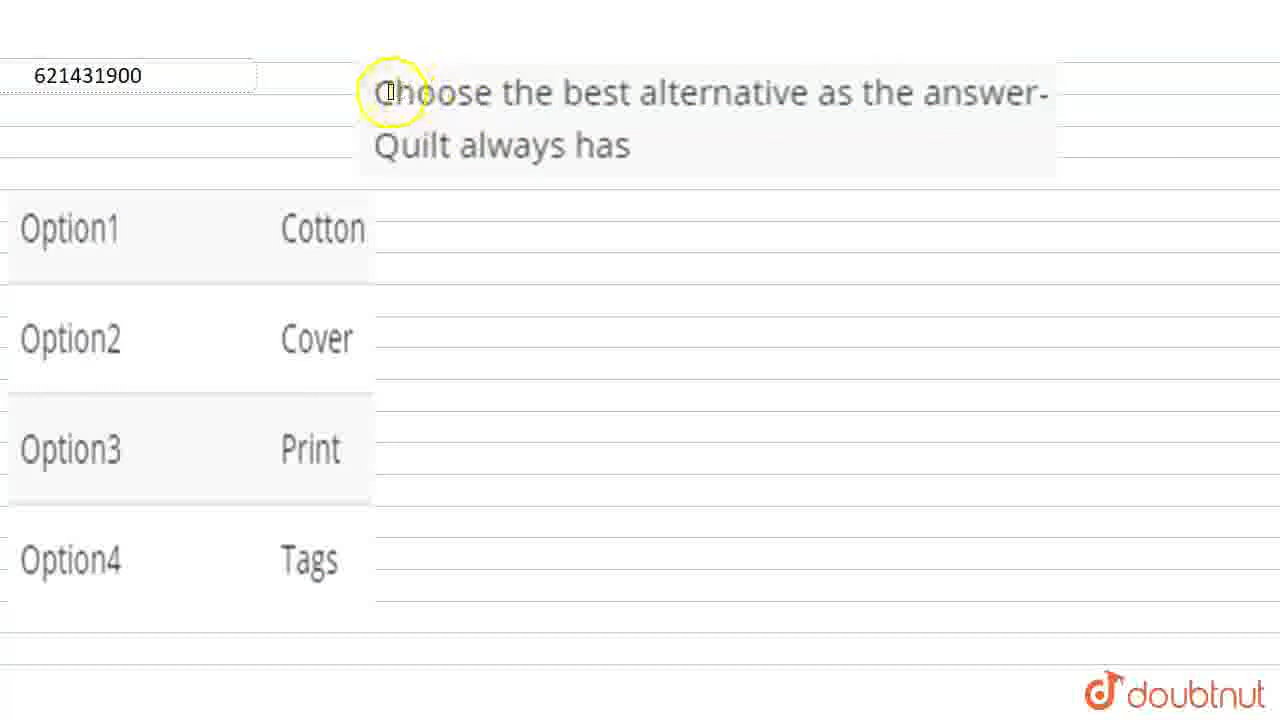 621431900
Choose the best alternative as the answer-
Quilt always has
Option1 Cotton
Option2 Cover
Option3 Print
Option4 Tags
doubtnut